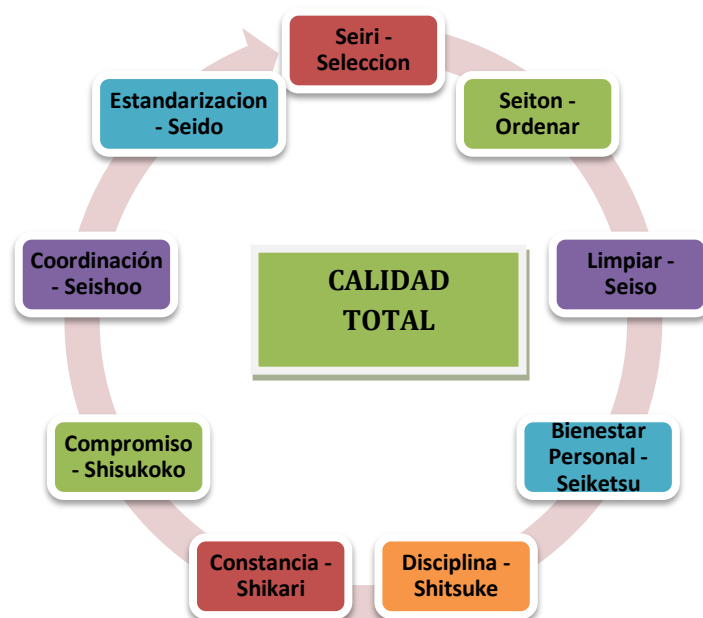 Seiri -
Seleccion
Seiton -
Ordenar
Limpiar -
Seiso
Bienestar
Personal -
Seiketsu
Disciplina -
Shitsuke
Constancia -
Shikari
Compromiso
- Shisukoko
Coordinación
- Seishoo
Estandarizacion
- Seido
CALIDAD
TOTAL